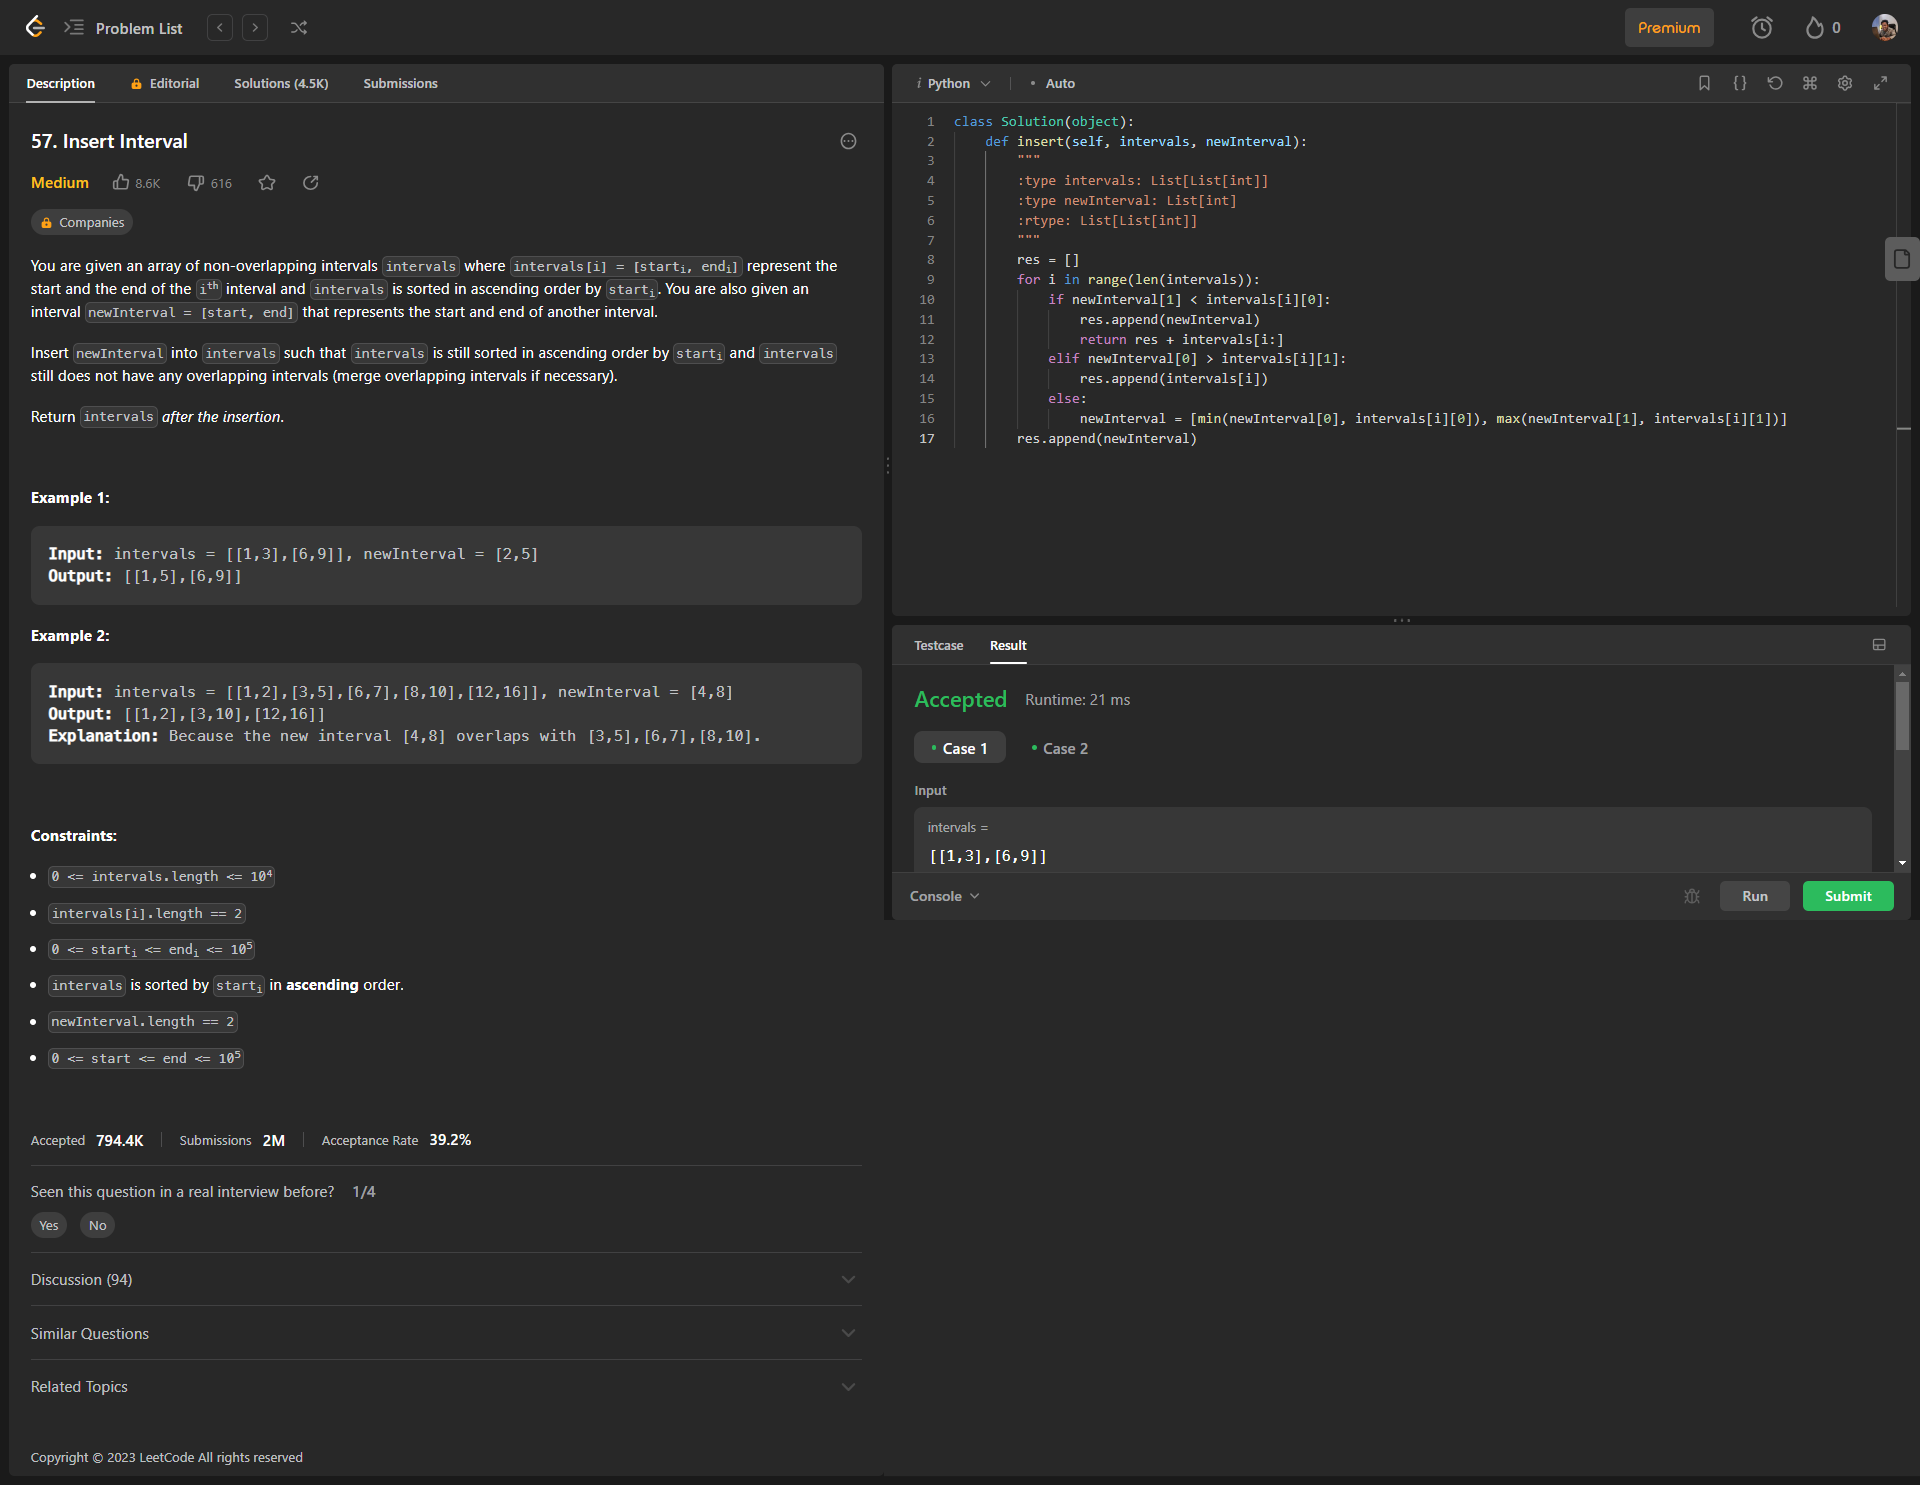 Problem List
Premium
0
Description
Editorial
Solutions (4.5K)
Submissions
57. Insert Interval
Medium
8.6K
616
Companies
You are given an array of non-overlapping intervals intervals where intervals[i] = [starti, endi] represent the
start and the end of the ith interval and intervals is sorted in ascending order by starti. You are also given an
interval newInterval = [start, end] that represents the start and end of another interval.
Insert newInterval into intervals such that intervals is still sorted in ascending order by starti and intervals
still does not have any overlapping intervals (merge overlapping intervals if necessary).
Return intervals after the insertion.
Example 1:
Input: intervals = [[1,3],[6,9]], newInterval = [2,5]
Output: [[1,5],[6,9]]
Example 2:
Input: intervals = [[1,2],[3,5],[6,7],[8,10],[12,16]], newInterval = [4,8]
Output: [[1,2],[3,10],[12,16]]
Explanation: Because the new interval [4,8] overlaps with [3,5],[6,7],[8,10].
Constraints:
• 0 <= intervals.length <= 10⁴
• intervals[i].length == 2
• 0 <= starti <= endi <= 10⁵
• intervals is sorted by starti in ascending order.
• newInterval.length == 2
• 0 <= start <= end <= 10⁵
Accepted 794.4K
Submissions 2M
Acceptance Rate 39.2%
Seen this question in a real interview before? 1/4
Yes
No
Discussion (94)
Similar Questions
Related Topics
Copyright © 2023 LeetCode All rights reserved
i Python
• Auto
1 class Solution(object):
2 def insert(self, intervals, newInterval):
3 """
4 :type intervals: List[List[int]]
5 :type newInterval: List[int]
6 :rtype: List[List[int]]
7 """
8 res = []
9 for i in range(len(intervals)):
10 if newInterval[1] < intervals[i][0]:
11 res.append(newInterval)
12 return res + intervals[i:]
13 elif newInterval[0] > intervals[i][1]:
14 res.append(intervals[i])
15 else:
16 newInterval = [min(newInterval[0], intervals[i][0]), max(newInterval[1], intervals[i][1])]
17 res.append(newInterval)
Testcase
Result
Accepted
Runtime: 21 ms
• Case 1
• Case 2
Input
intervals =
[[1,3],[6,9]]
Console
Run
Submit